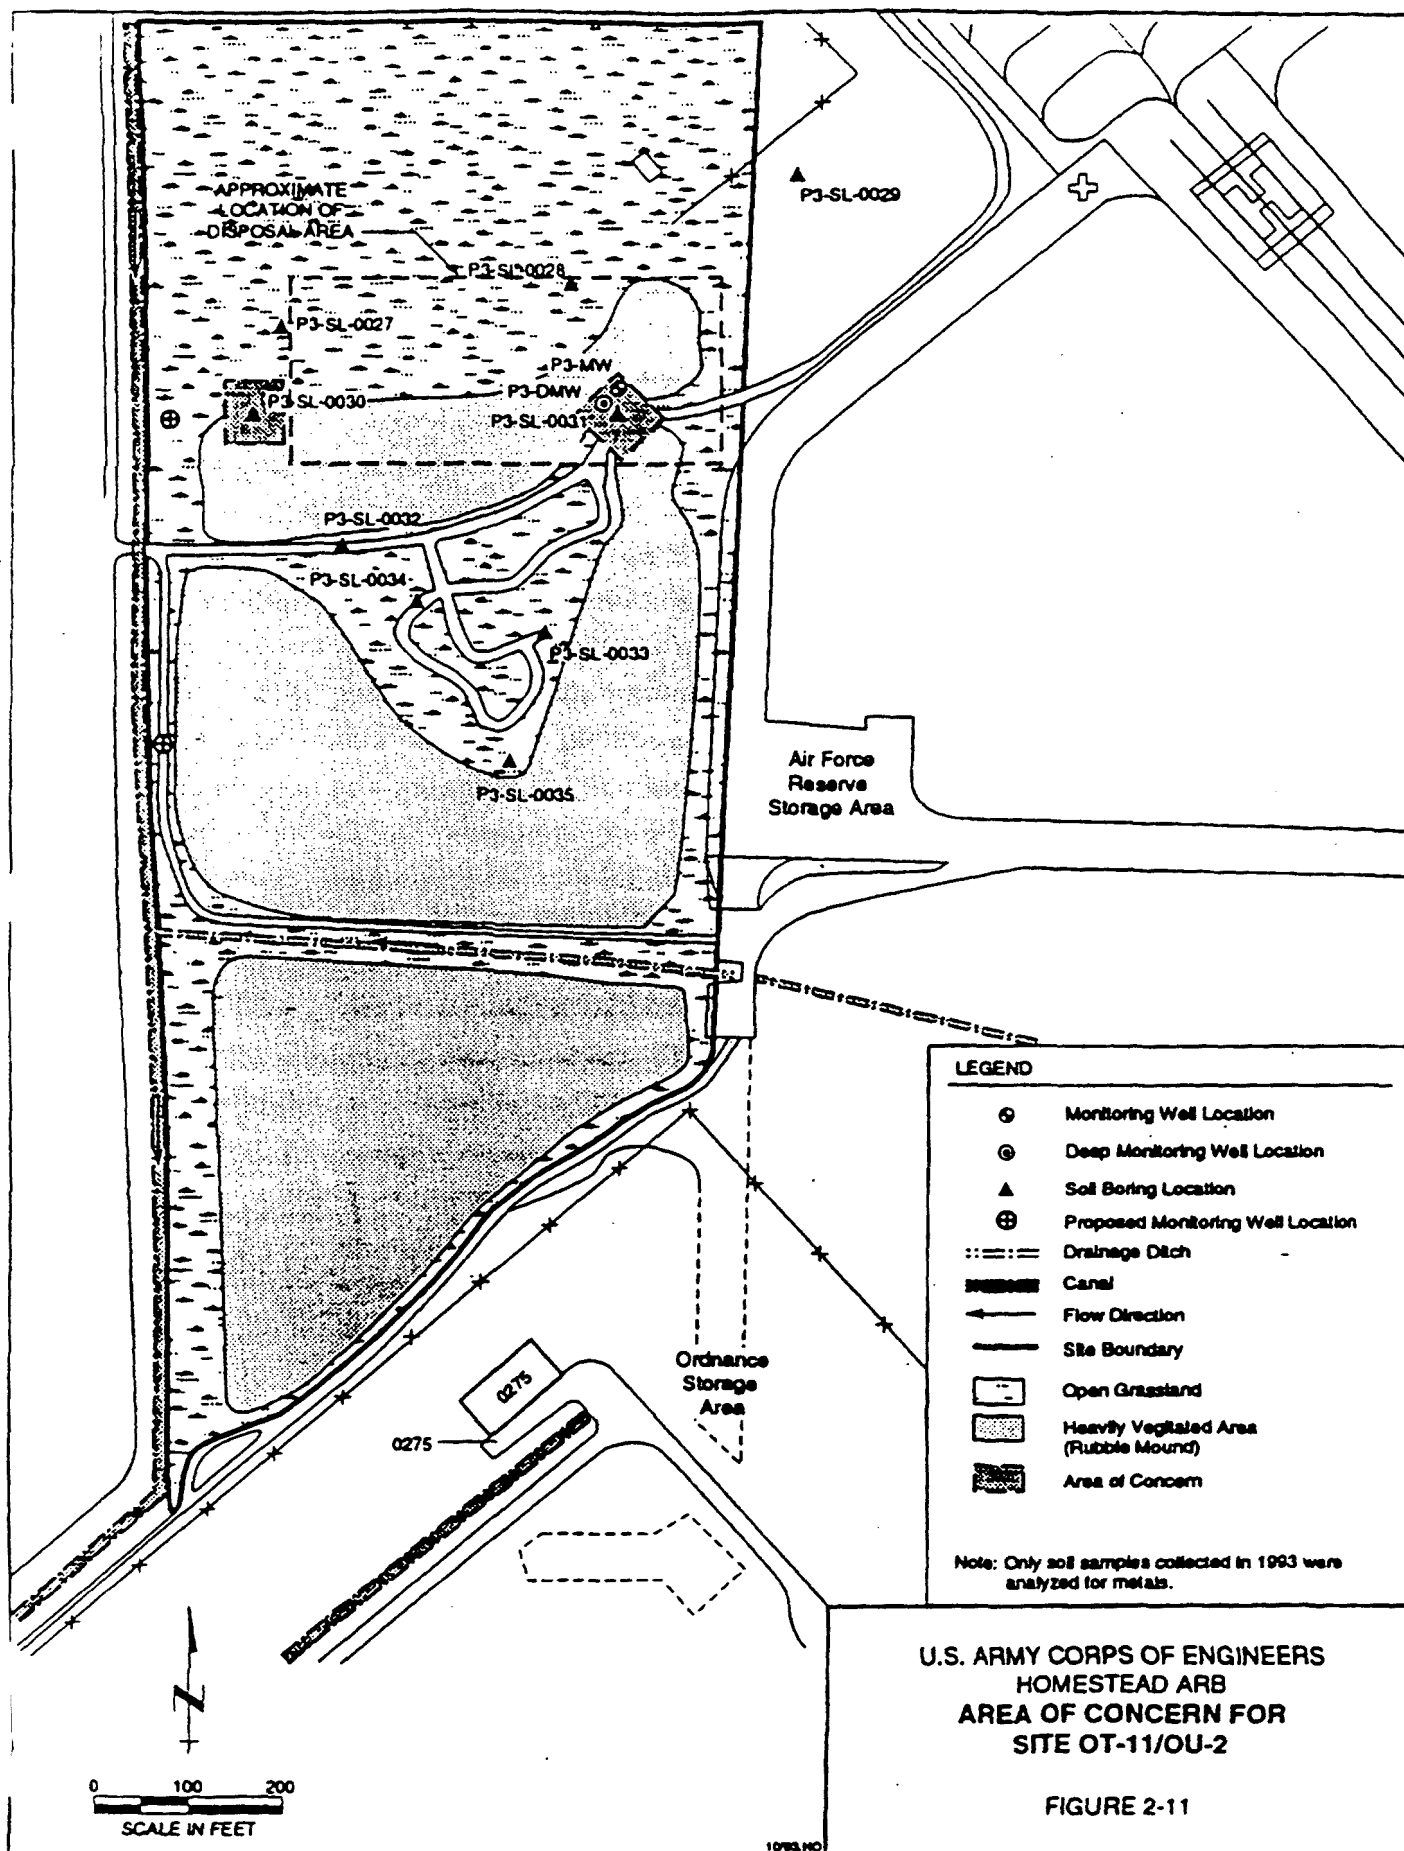 APPROXIMATE
LOCATION OF
DISPOSAL AREA
P3-SL-0029
P3-SL-0028
P3-SL-0027
P3-MW
P3-DMW
P3-SL-0030
P3-SL-0031
P3-SL-0032
P3-SL-0034
P3-SL-0033
P3-SL-0035
Air Force
Reserve
Storage Area
LEGEND
Monitoring Well Location
Deep Monitoring Well Location
Soil Boring Location
Proposed Monitoring Well Location
Drainage Ditch
Canal
Flow Direction
Site Boundary
Open Grassland
Heavily Vegitated Area
(Rubble Mound)
Area of Concern
Note: Only soil samples collected in 1993 were
analyzed for metals.
Ordnance
Storage
Area
0275
0275
N
0 100 200
SCALE IN FEET
U.S. ARMY CORPS OF ENGINEERS
HOMESTEAD ARB
AREA OF CONCERN FOR
SITE OT-11/OU-2
FIGURE 2-11